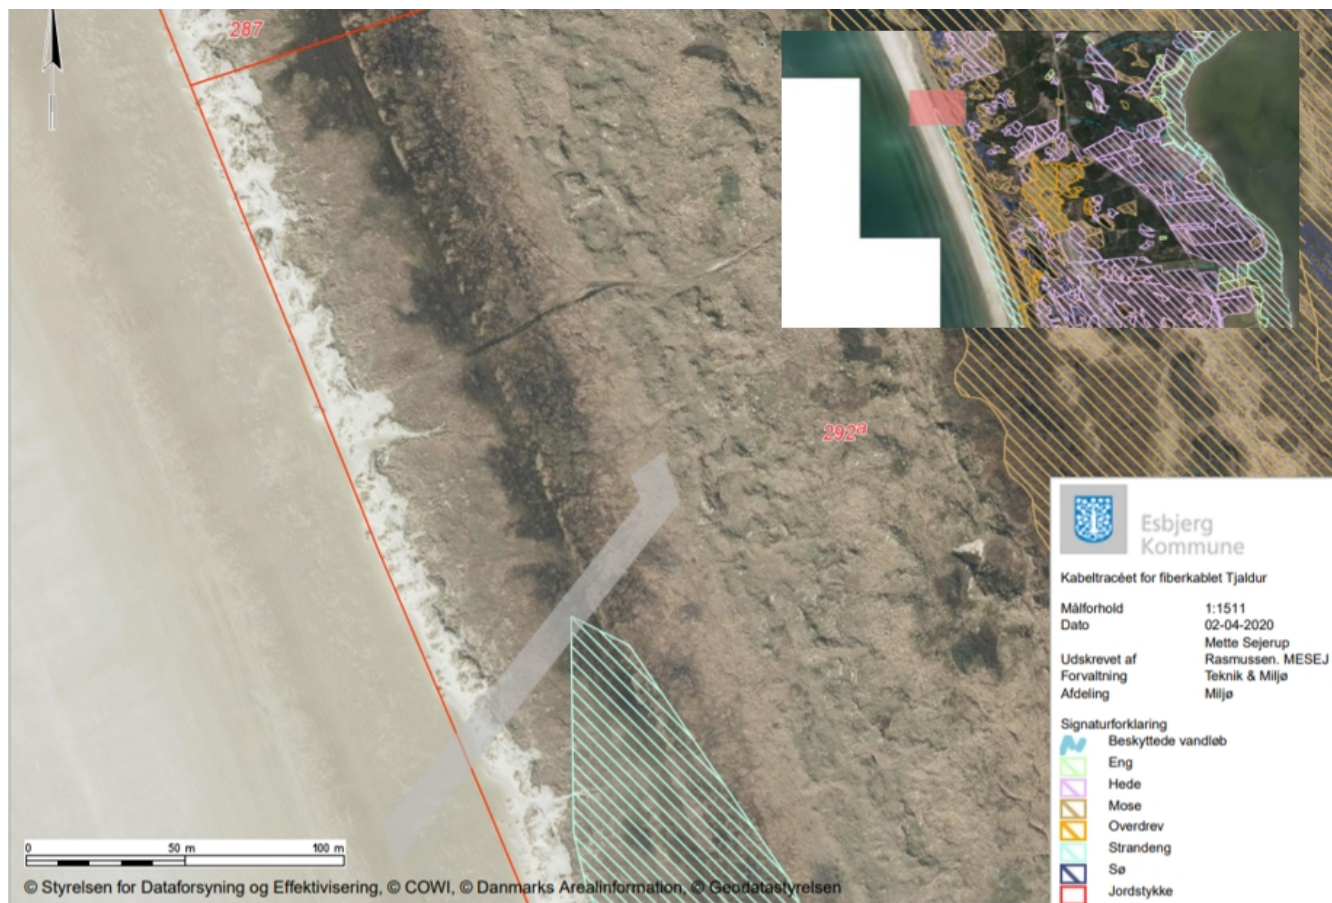 287
292ª
Esbjerg
Kommune
Kabeltracéet for fiberkablet Tjaldur
Målforhold 1:1511
Dato 02-04-2020
Mette Sejerup
Udskrevet af Rasmussen. MESEJ
Forvaltning Teknik & Miljø
Afdeling Miljø
Signaturforklaring
Beskyttede vandløb
Eng
Hede
Mose
Overdrev
Strandeng
Sø
Jordstykke
0 50 m 100 m
© Styrelsen for Dataforsyning og Effektivisering, © COWI, © Danmarks Arealinformation, © Geodatastyrelsen